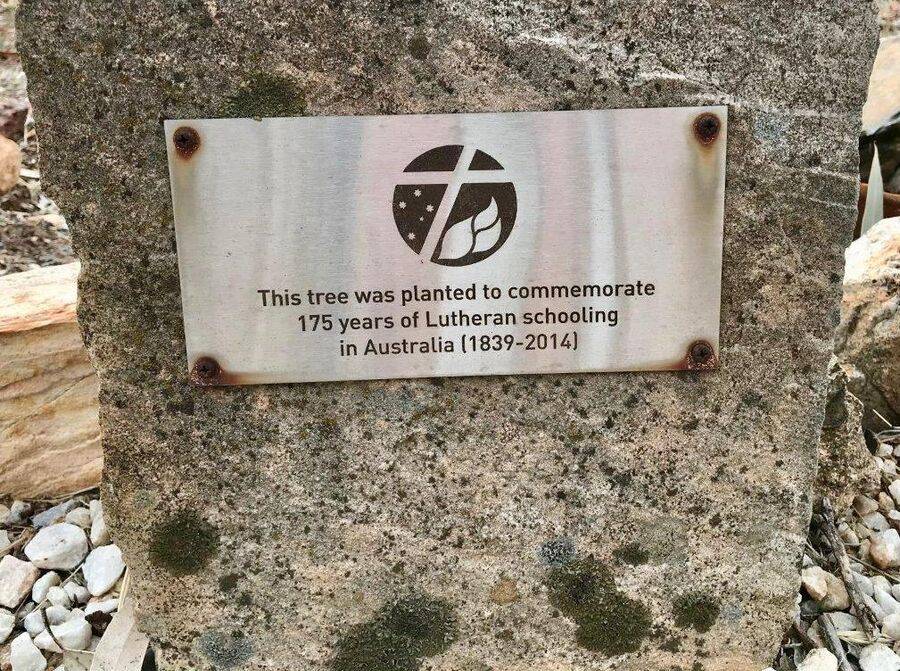 This tree was planted to commemorate
175 years of Lutheran schooling
in Australia (1839-2014)